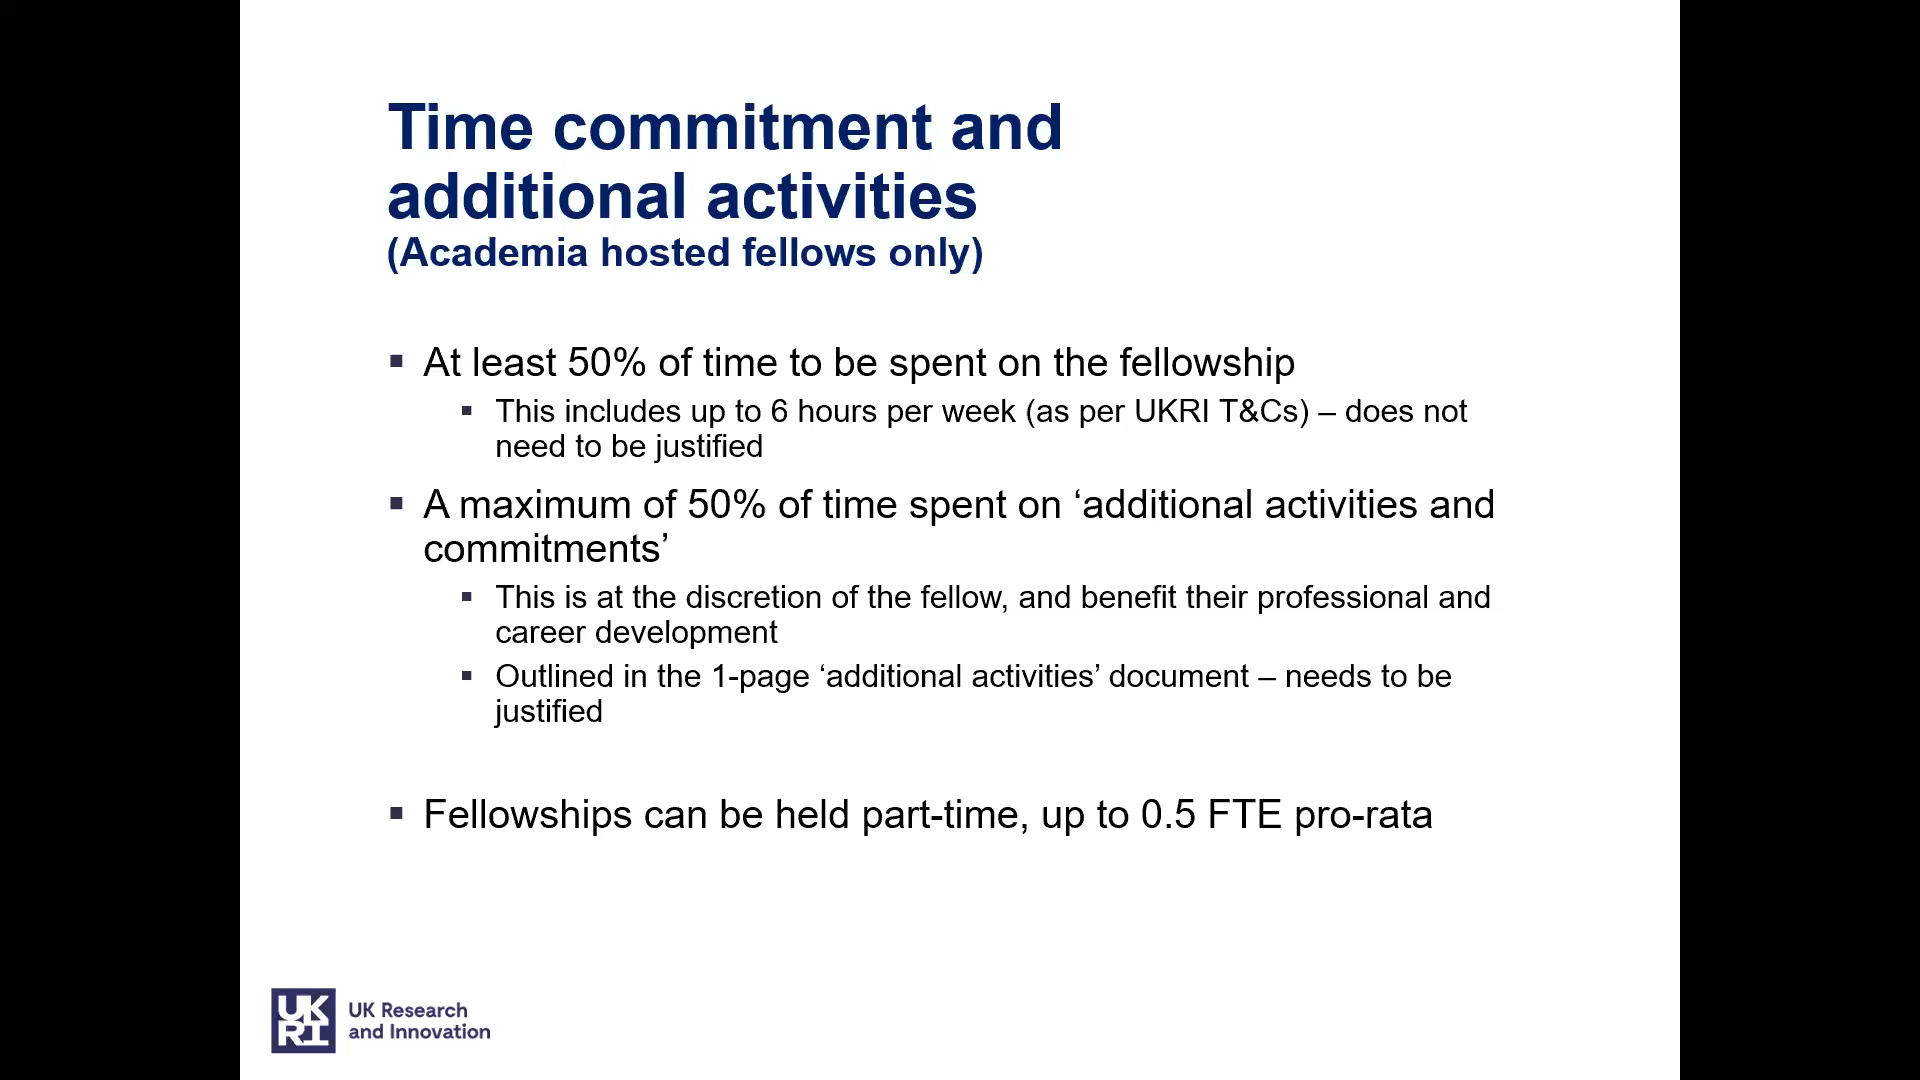 Time commitment and
additional activities
(Academia hosted fellows only)
▪ At least 50% of time to be spent on the fellowship
▪ This includes up to 6 hours per week (as per UKRI T&Cs) – does not
need to be justified
▪ A maximum of 50% of time spent on ‘additional activities and
commitments’
▪ This is at the discretion of the fellow, and benefit their professional and
career development
▪ Outlined in the 1-page ‘additional activities’ document – needs to be
justified
▪ Fellowships can be held part-time, up to 0.5 FTE pro-rata
UK
RI
UK Research
and Innovation